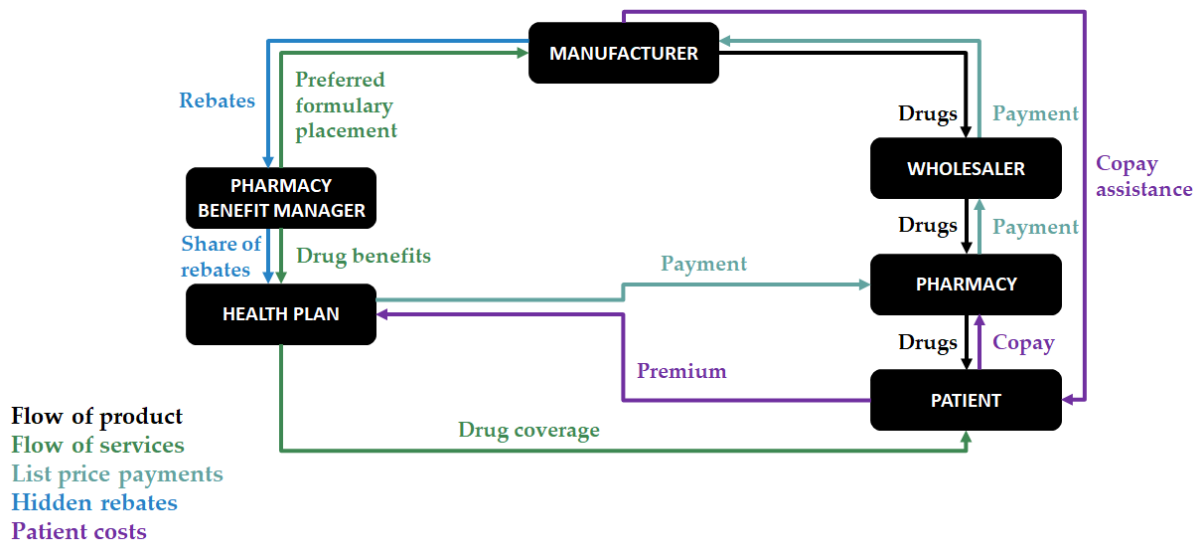 MANUFACTURER
Rebates
Preferred
formulary
placement
Drugs
Payment
PHARMACY
BENEFIT MANAGER
WHOLESALER
Copay
assistance
Share of
rebates
Drug benefits
Drugs
Payment
Payment
HEALTH PLAN
PHARMACY
Drugs
Copay
Premium
PATIENT
Drug coverage
Flow of product
Flow of services
List price payments
Hidden rebates
Patient costs